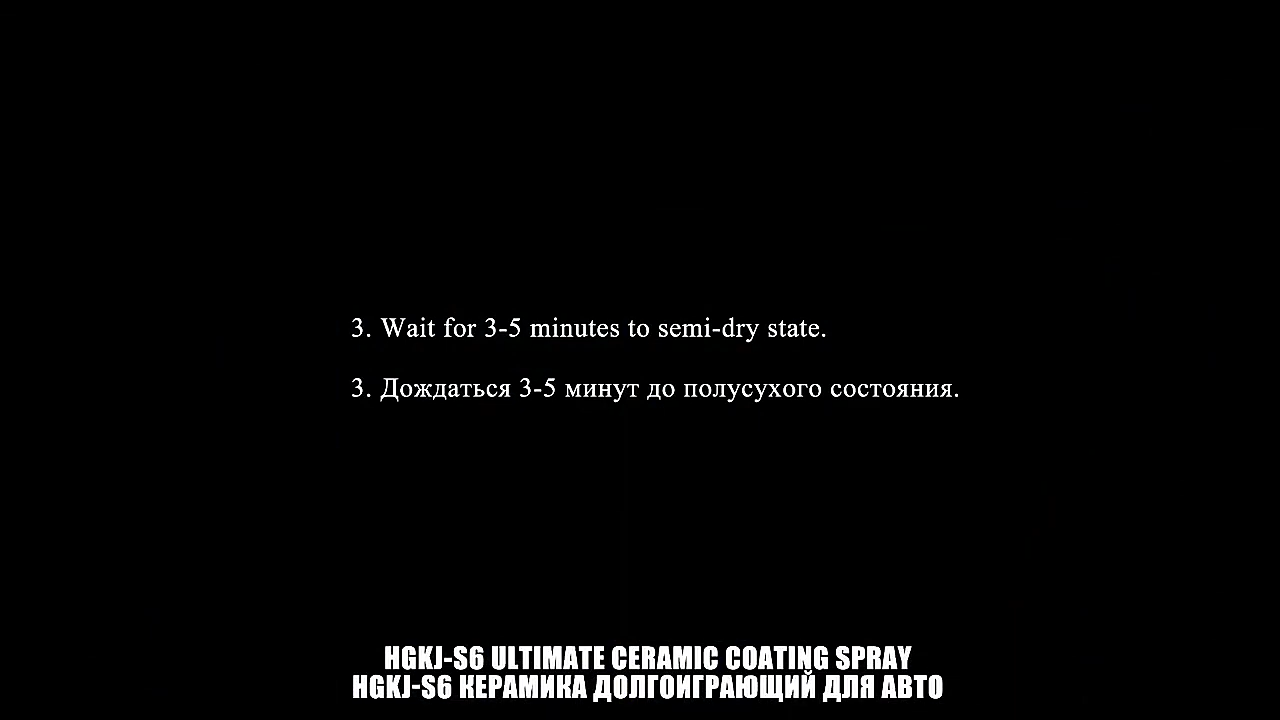 3. Wait for 3-5 minutes to semi-dry state.
3. Дождаться 3-5 минут до полусухого состояния.
HGKJ-S6 ULTIMATE CERAMIC COATING SPRAY
HGKJ-S6 КЕРАМИКА ДОЛГОИГРАЮЩИЙ ДЛЯ АВТО